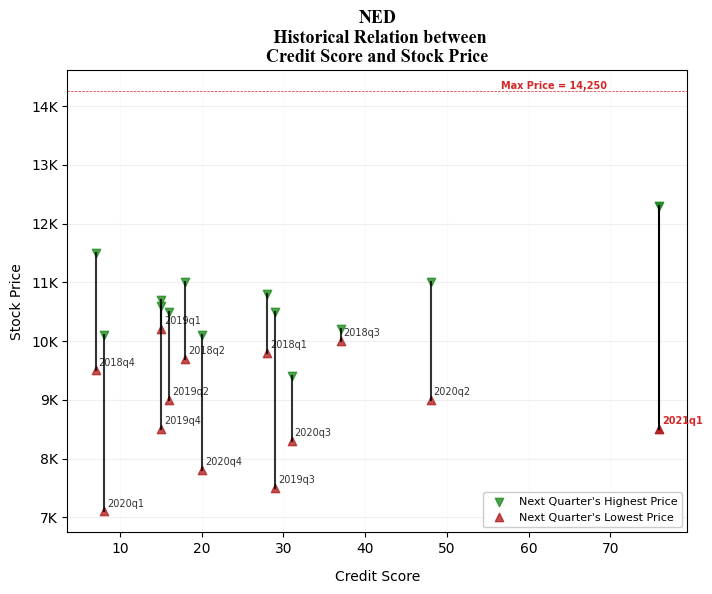 NED
Historical Relation between
Credit Score and Stock Price
Max Price = 14,250
14K
13K
12K
11K
10K
9K
8K
7K
Stock Price
2019q1
2018q4
2018q2
2018q1
2018q3
2019q2
2020q2
2019q4
2020q3
2021q1
2020q4
2019q3
2020q1
Next Quarter's Highest Price
Next Quarter's Lowest Price
10 20 30 40 50 60 70
Credit Score